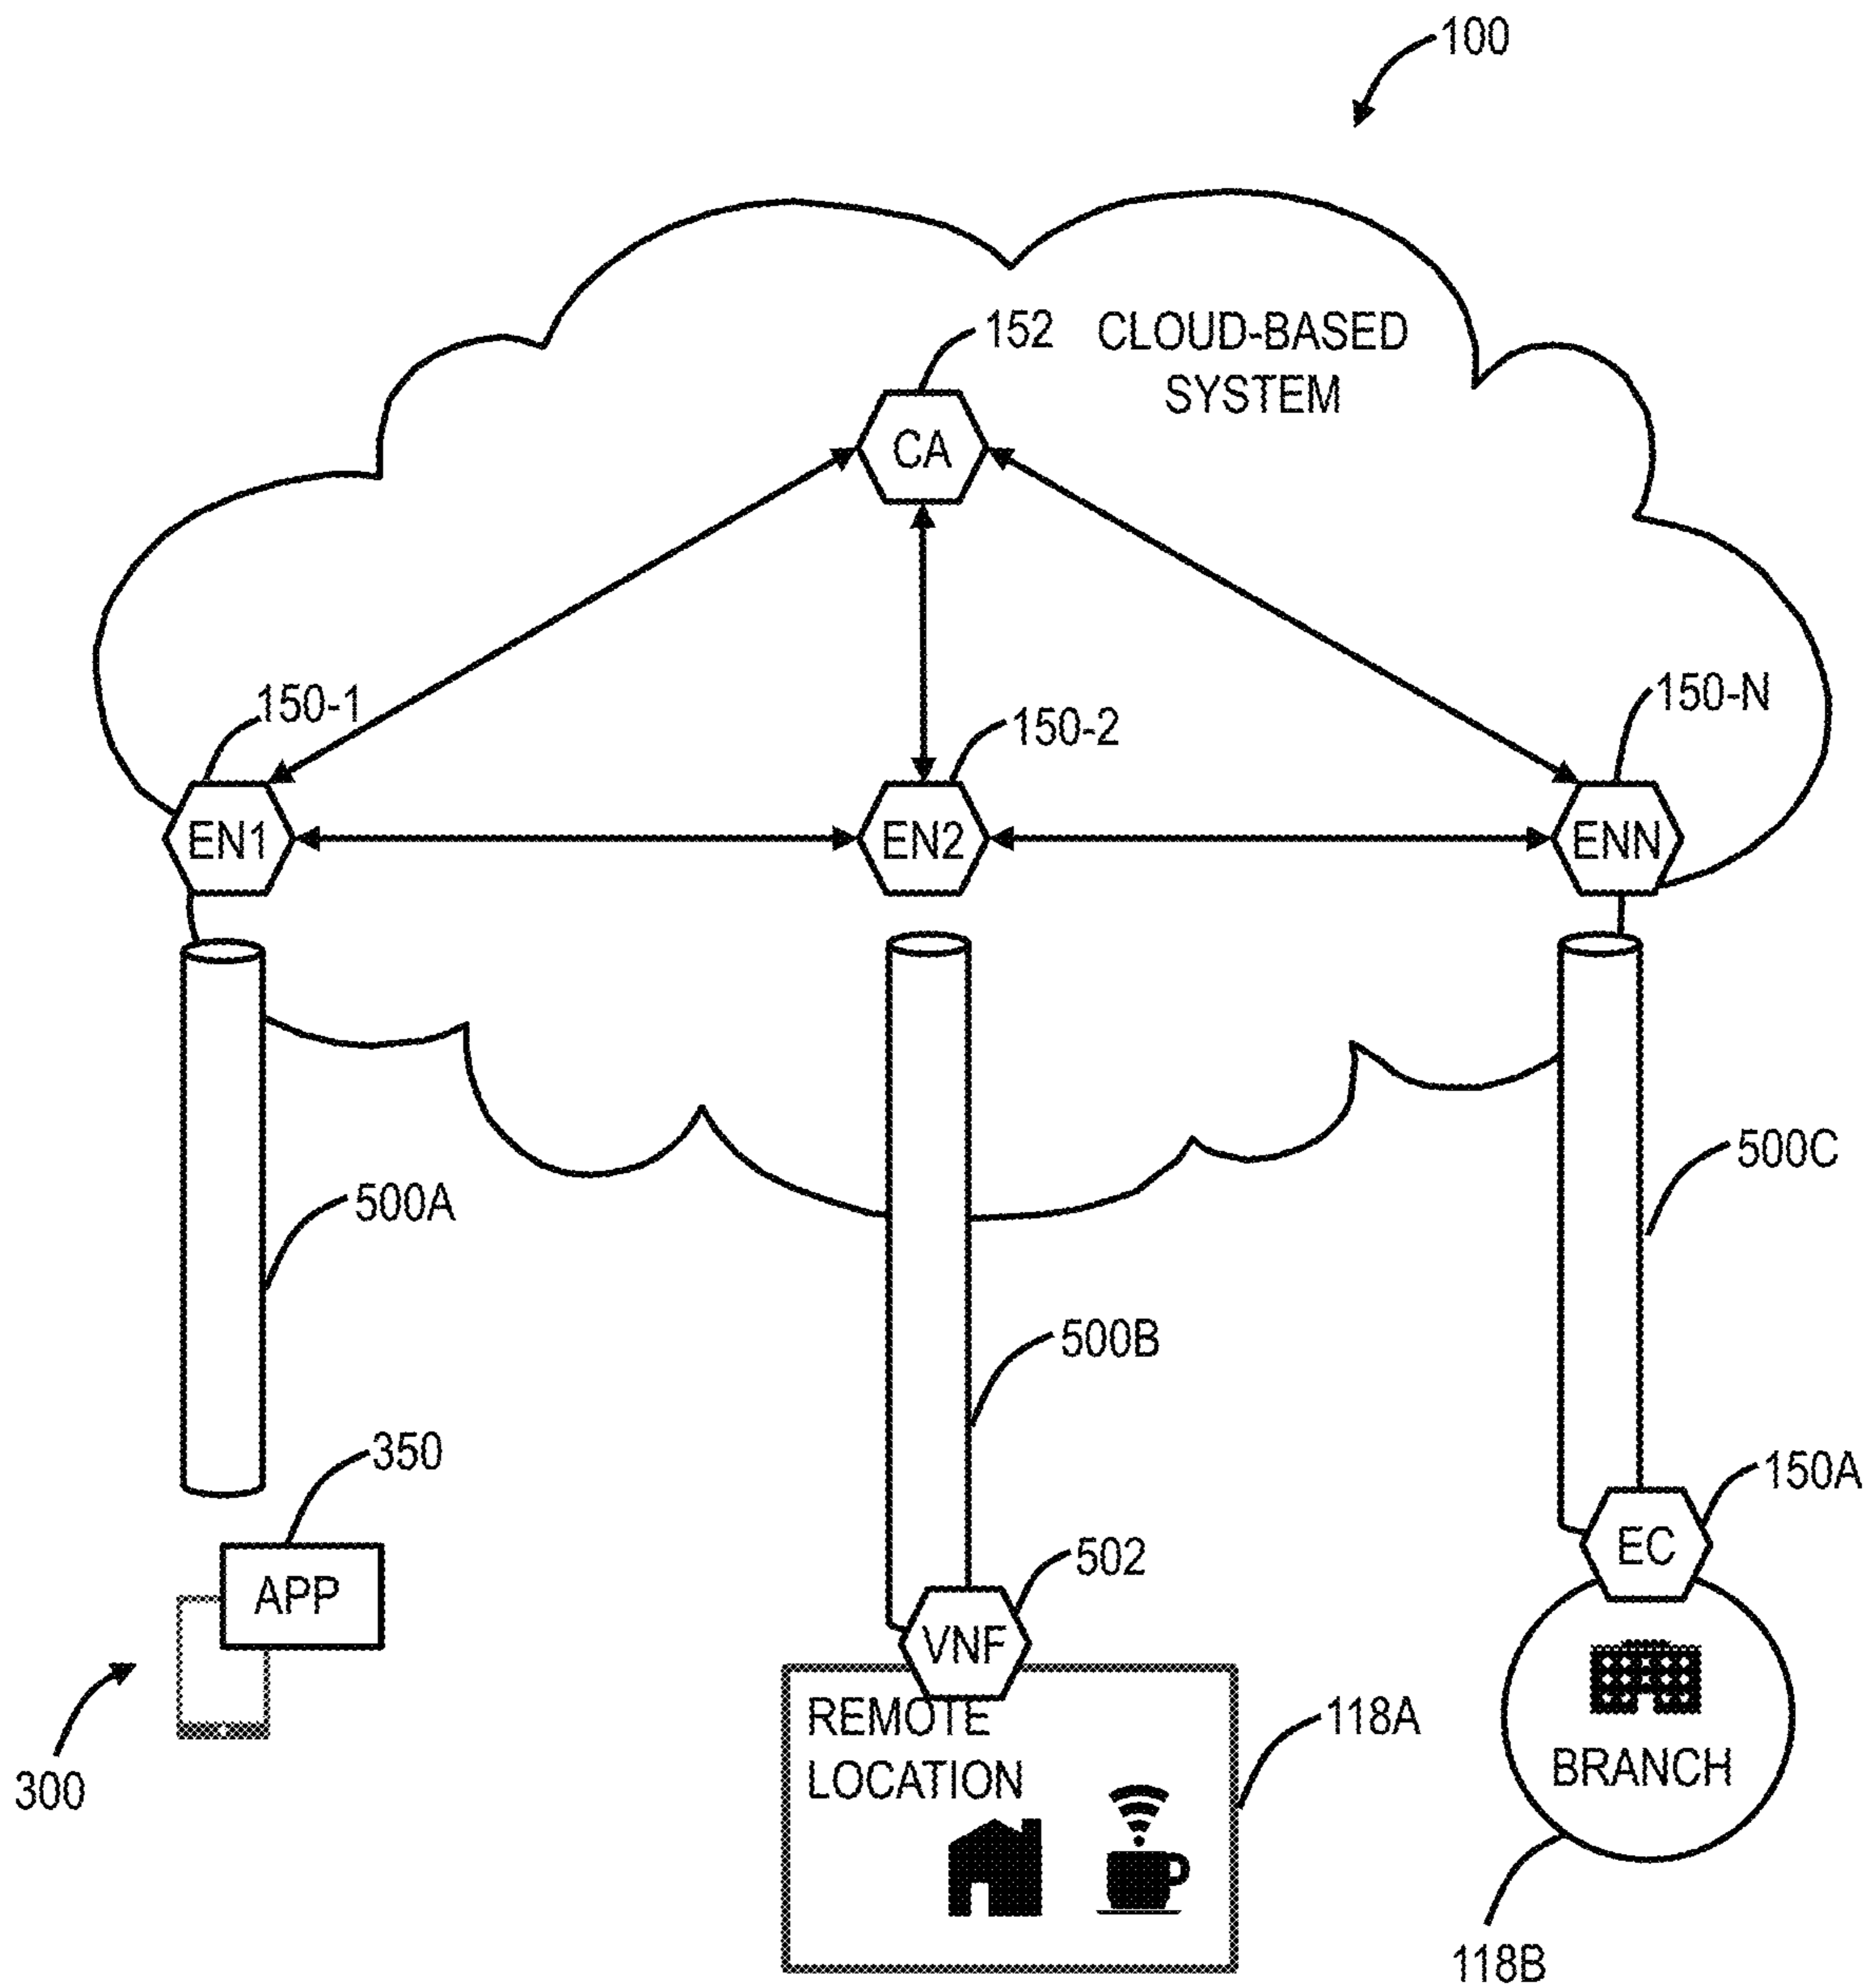 100
152
CLOUD-BASED
SYSTEM
CA
150-1
150-2
150-N
EN1
EN2
ENN
500A
500B
500C
350
APP
300
502
VNF
REMOTE
LOCATION
118A
150A
EC
BRANCH
118B